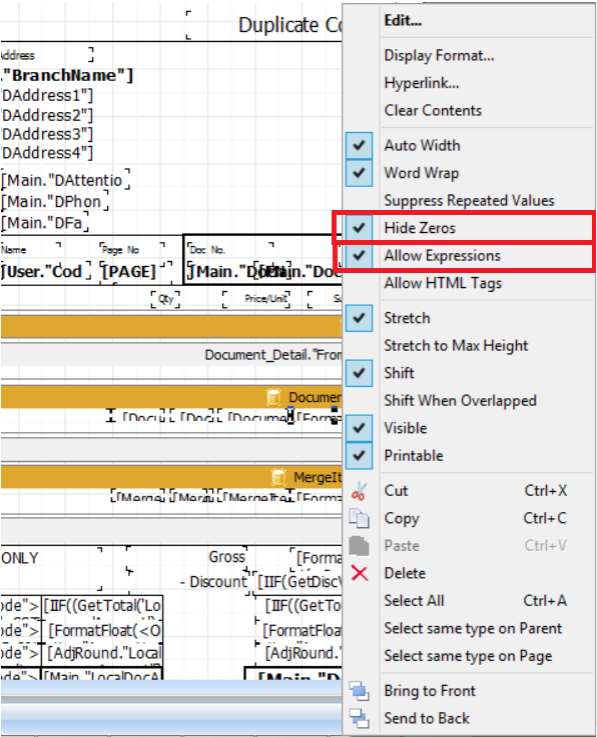 Duplicate Co
Address
."BranchName"]
'DAddress1"]
'DAddress2"]
'DAddress3"]
'DAddress4"]
[Main."DAttentio
[Main."DPhon
[Main."DFa
Name Page No Doc No.
[User."Cod [PAGE] [Main."D
Qty Price/Unit
Document_Detail."Fron
Documen
[Docu [Doc [Docume [Forma
MergeIt
[Merge [Merg [MergeIte [Forma
ONLY Gross [Forma
- Discount [IIF(GetDiscV
ode"> [IIF((GetTotal('Lo [IIF((GetTo
ode"> [FormatFloat(<O [FormatFloa
ode"> [AdjRound."Local [AdjRound."
ode"> [Main."LocalDocA [Main."D
Edit...
Display Format...
Hyperlink...
Clear Contents
Auto Width
Word Wrap
Suppress Repeated Values
Hide Zeros
Allow Expressions
Allow HTML Tags
Stretch
Stretch to Max Height
Shift
Shift When Overlapped
Visible
Printable
Cut Ctrl+X
Copy Ctrl+C
Paste Ctrl+V
Delete
Select All Ctrl+A
Select same type on Parent
Select same type on Page
Bring to Front
Send to Back